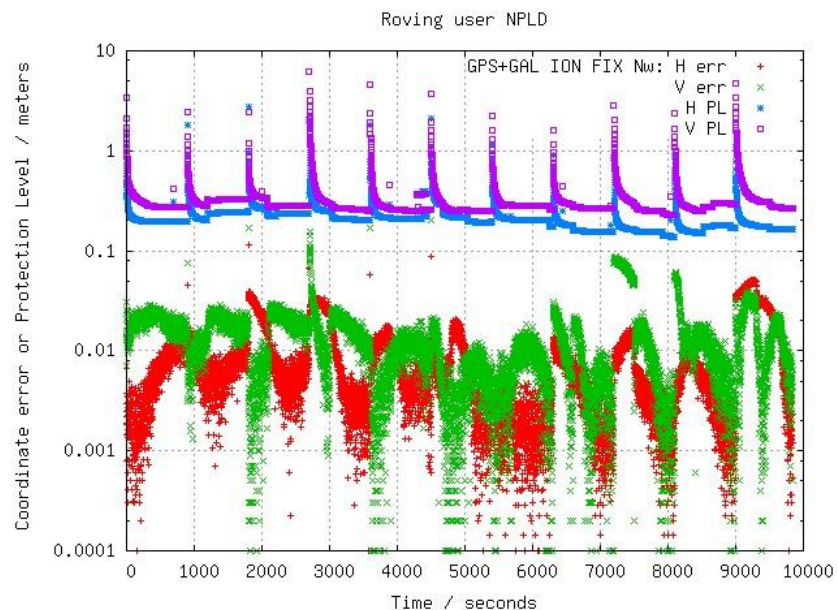 Roving user NPLD
GPS+GAL ION FIX Nw: H err
V err
H PL
V PL
Coordinate error or Protection Level / meters
10
1
0.1
0.01
0.001
0.0001
0 1000 2000 3000 4000 5000 6000 7000 8000 9000 10000
Time / seconds